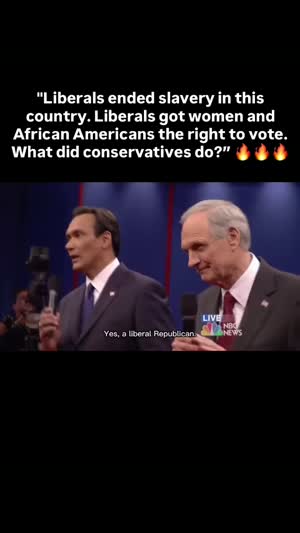 "Liberals ended slavery in this
country. Liberals got women and
African Americans the right to vote.
What did conservatives do?” 🔥🔥🔥
Yes, a liberal Republican.
LIVE
NBC
NEWS